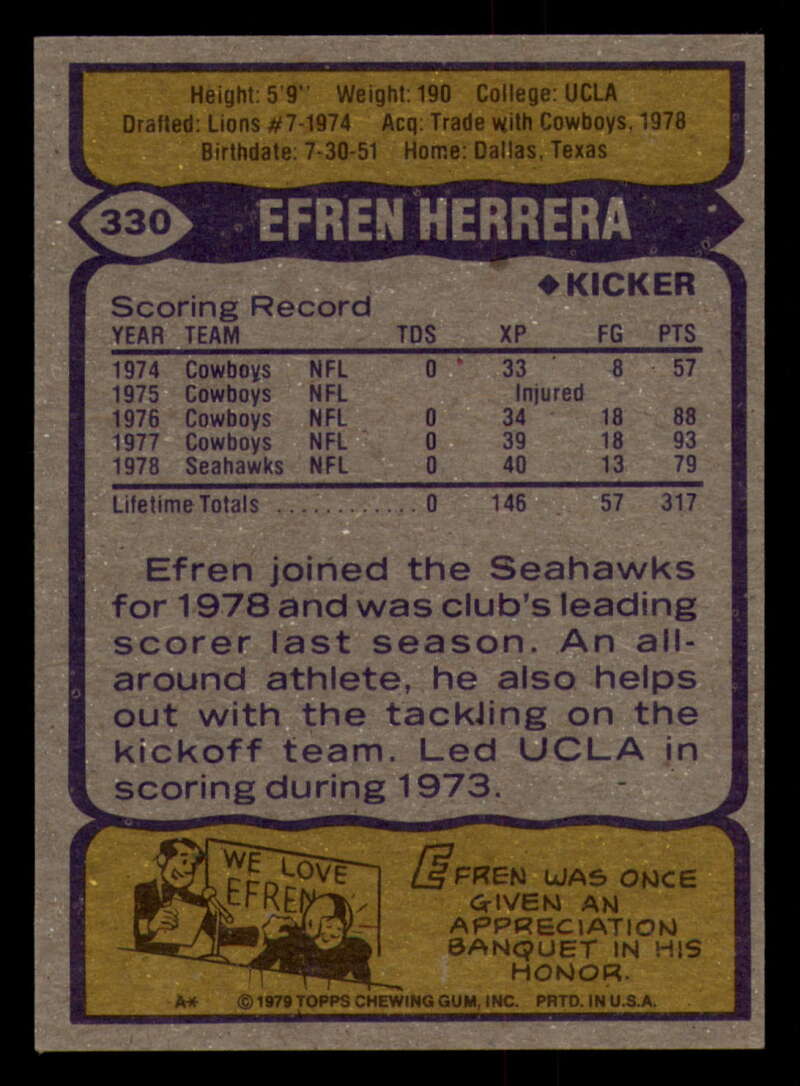 Height: 5'9" Weight: 190 College: UCLA
Drafted: Lions #7-1974 Acq: Trade with Cowboys, 1978
Birthdate: 7-30-51 Home: Dallas, Texas
330 EFREN HERRERA
◆KICKER
Scoring Record
YEAR TEAM TDS XP FG PTS
1974 Cowboys NFL 0 33 8 57
1975 Cowboys NFL Injured
1976 Cowboys NFL 0 34 18 88
1977 Cowboys NFL 0 39 18 93
1978 Seahawks NFL 0 40 13 79
Lifetime Totals ............ 0 146 57 317
Efren joined the Seahawks
for 1978 and was club's leading
scorer last season. An all-
around athlete, he also helps
out with the tackling on the
kickoff team. Led UCLA in
scoring during 1973.
WE LOVE
EFREN
EFREN WAS ONCE
GIVEN AN
APPRECIATION
BANQUET IN HIS
HONOR.
A* © 1979 TOPPS CHEWING GUM, INC. PRTD. IN U.S.A.